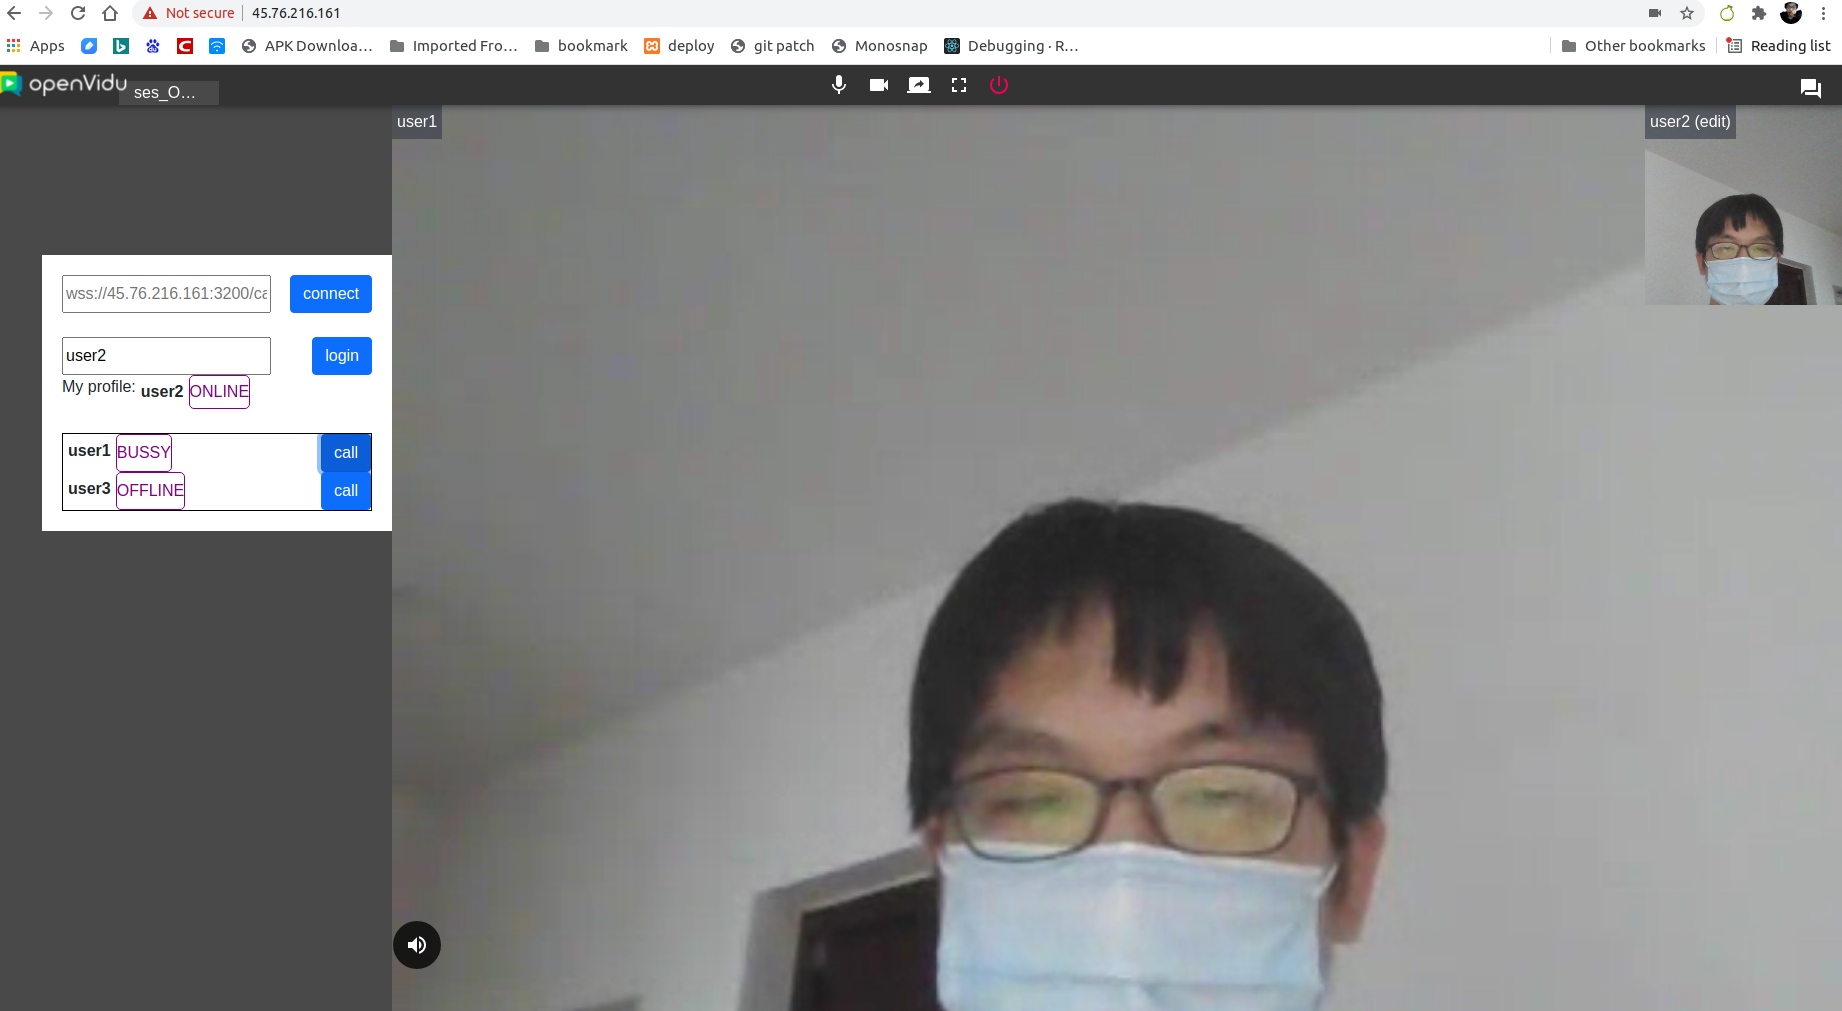 Not secure 45.76.216.161
Apps APK Downloa... Imported Fro... bookmark deploy git patch Monosnap Debugging · R... Other bookmarks Reading list
openVidu ses_O...
user1
user2 (edit)
wss://45.76.216.161:3200/ca connect
user2 login
My profile: user2 ONLINE
user1 BUSSY call
user3 OFFLINE call